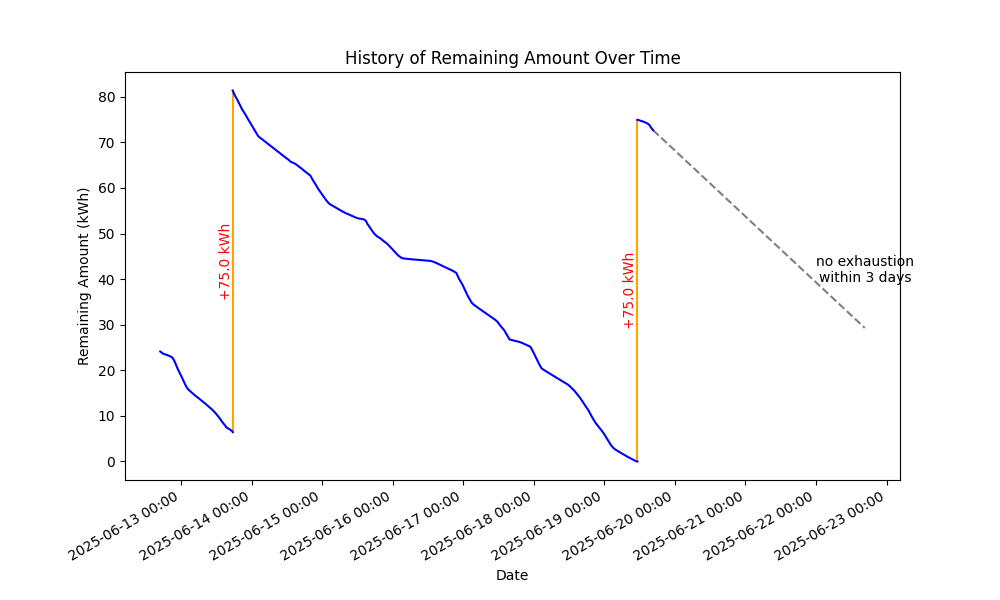 History of Remaining Amount Over Time
80
70
60
50
40
30
20
10
0
Remaining Amount (kWh)
+75.0 kWh
+75.0 kWh
no exhaustion
within 3 days
2025-06-13 00:00
2025-06-14 00:00
2025-06-15 00:00
2025-06-16 00:00
2025-06-17 00:00
2025-06-18 00:00
2025-06-19 00:00
2025-06-20 00:00
2025-06-21 00:00
2025-06-22 00:00
2025-06-23 00:00
Date